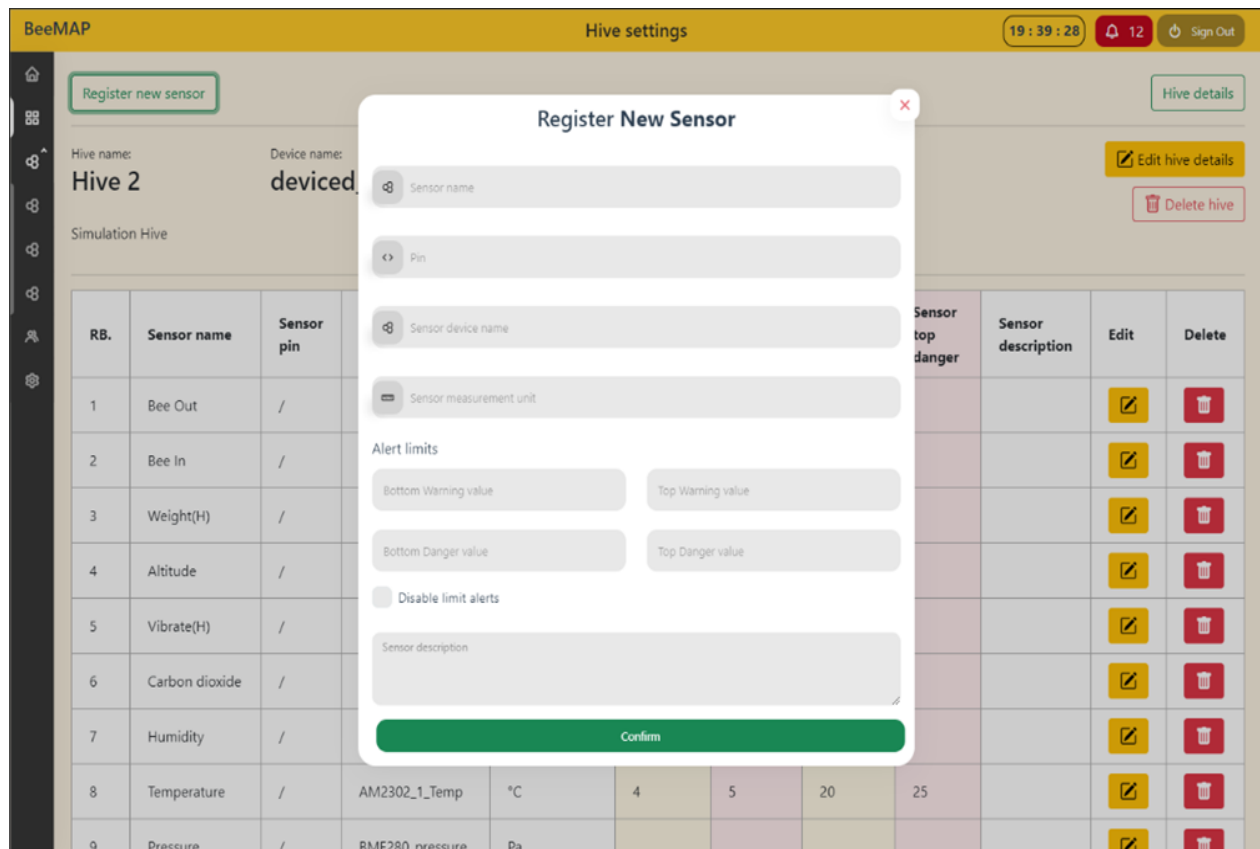 BeeMAP
Hive settings
19 : 39 : 28
12
Sign Out
Register new sensor
Hive details
Hive name:
Hive 2
Device name:
Edit hive details
Delete hive
Simulation Hive
Register New Sensor
Sensor name
Pin
Sensor device name
Sensor measurement unit
Alert limits
Bottom Warning value
Top Warning value
Bottom Danger value
Top Danger value
Disable limit alerts
Sensor description
Confirm
RB.
Sensor name
Sensor
pin
Sensor
top
danger
Sensor
description
Edit
Delete
1
Bee Out
/
2
Bee In
/
3
Weight(H)
/
4
Altitude
/
5
Vibrate(H)
/
6
Carbon dioxide
/
7
Humidity
/
8
Temperature
/
AM2302_1_Temp
°C
4
5
20
25
9
Pressure
/
Pa